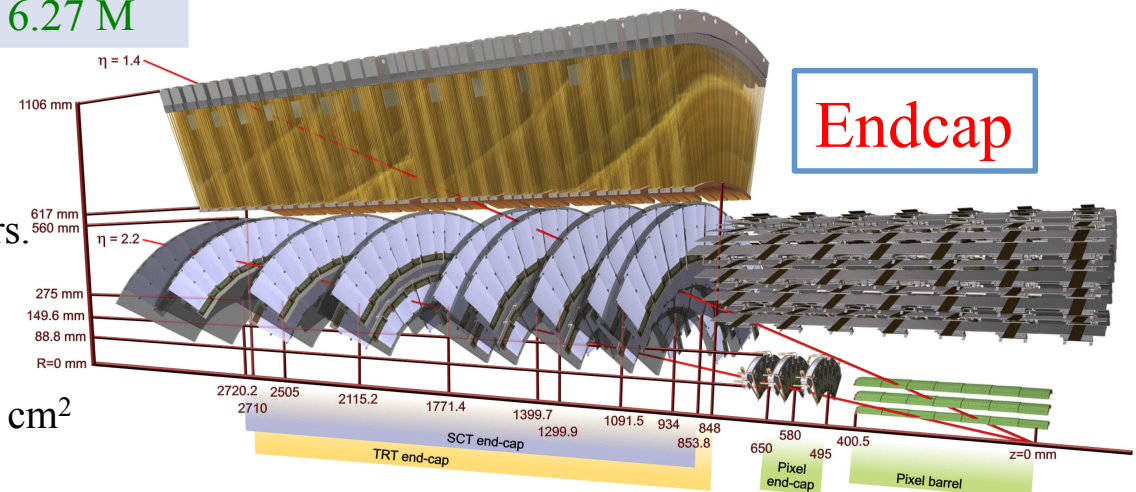 6.27 M
η = 1.4
1106 mm
Endcap
617 mm
560 mm
rs.
η = 2.2
275 mm
149.6 mm
88.8 mm
R=0 mm
cm²
2720.2
2710
2505
2115.2
1771.4
1399.7
1299.9
1091.5
934
853.8
848
650
580
495
400.5
z=0 mm
SCT end-cap
TRT end-cap
Pixel
end-cap
Pixel barrel